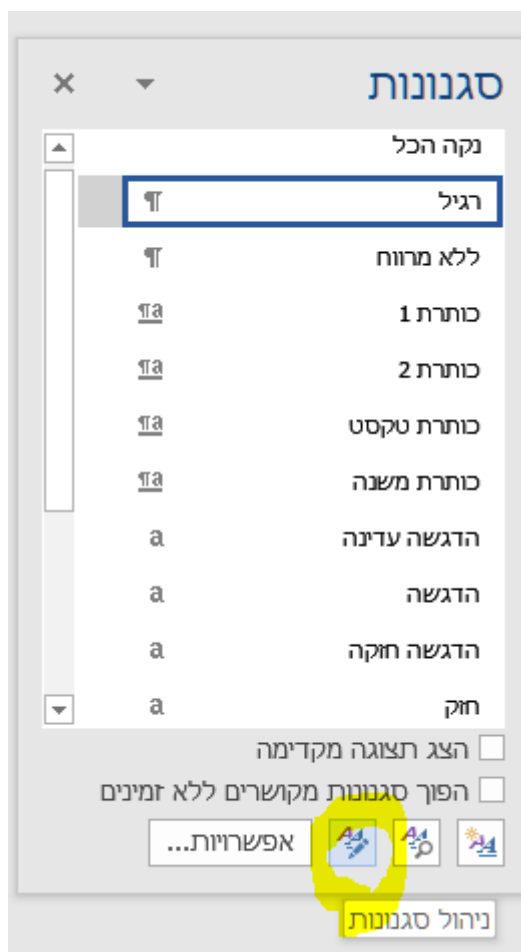 סגנונות
נקה הכל
רגיל
ללא מרווח
כותרת 1
כותרת 2
כותרת טקסט
כותרת משנה
הדגשה עדינה
הדגשה
הדגשה חזקה
חזק
הצג תצוגה מקדימה
הפוך סגנונות מקושרים ללא זמינים
אפשרויות...
ניהול סגנונות